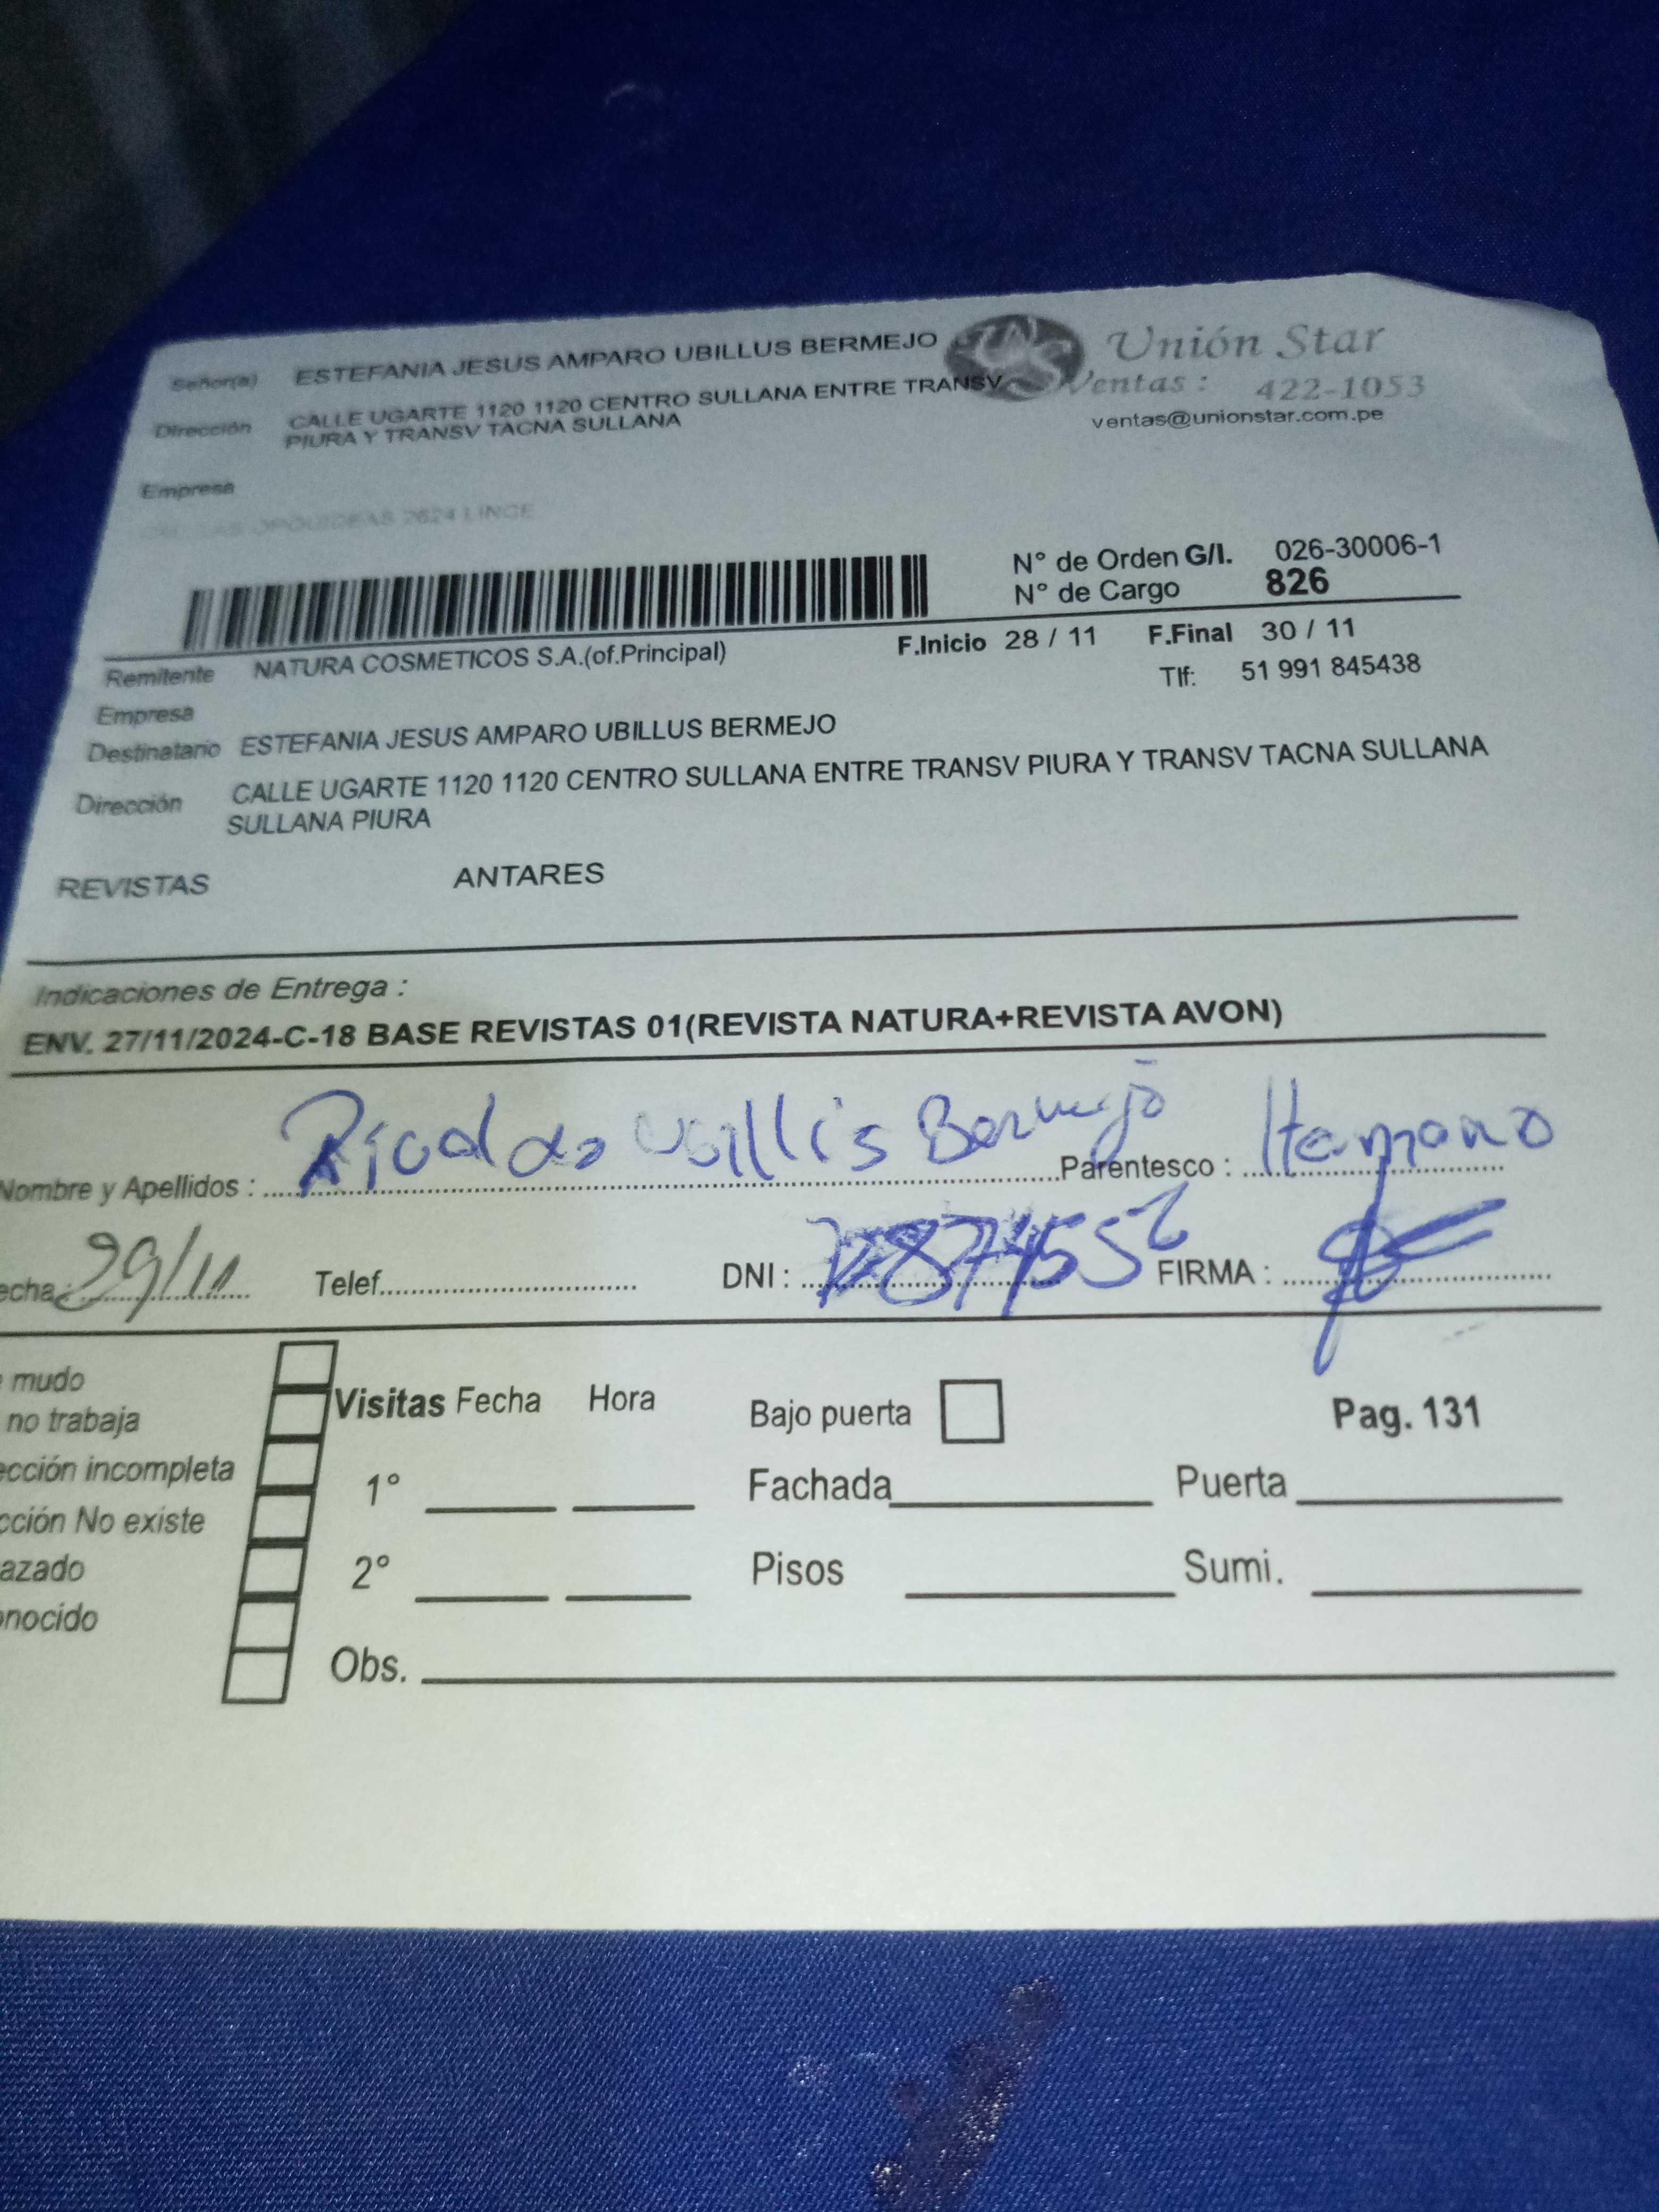 Señor(a) ESTEFANIA JESUS AMPARO UBILLUS BERMEJO
Unión Star
Dirección CALLE UGARTE 1120 1120 CENTRO SULLANA ENTRE TRANSV
Ventas : 422-1053
PIURA Y TRANSV TACNA SULLANA
ventas@unionstar.com.pe
Empresa
ORQUIDEAS 2624 LINCE
N° de Orden G/I. 026-30006-1
N° de Cargo 826
Remitente NATURA COSMETICOS S.A.(of.Principal)
F.Inicio 28 / 11 F.Final 30 / 11
Tlf: 51 991 845438
Empresa
Destinatario ESTEFANIA JESUS AMPARO UBILLUS BERMEJO
Dirección CALLE UGARTE 1120 1120 CENTRO SULLANA ENTRE TRANSV PIURA Y TRANSV TACNA SULLANA
SULLANA PIURA
REVISTAS ANTARES
Indicaciones de Entrega :
ENV. 27/11/2024-C-18 BASE REVISTAS 01(REVISTA NATURA+REVISTA AVON)
Nombre y Apellidos : Bermejo Parentesco : Hermano
echa : 29/11 Telef. DNI : FIRMA :
mudo
no trabaja
ección incompleta
cción No existe
azado
onocido
Visitas Fecha Hora
1°
2°
Obs.
Bajo puerta
Pag. 131
Fachada Puerta
Pisos Sumi.